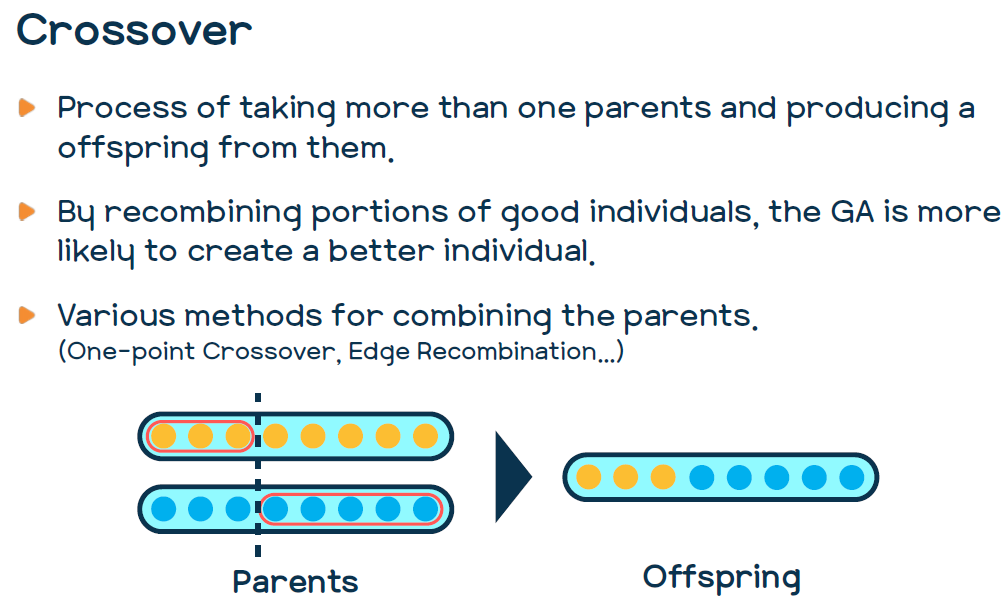 Crossover
Process of taking more than one parents and producing a
offspring from them.
By recombining portions of good individuals, the GA is more
likely to create a better individual.
Various methods for combining the parents.
(One-point Crossover, Edge Recombination...)
Parents
Offspring